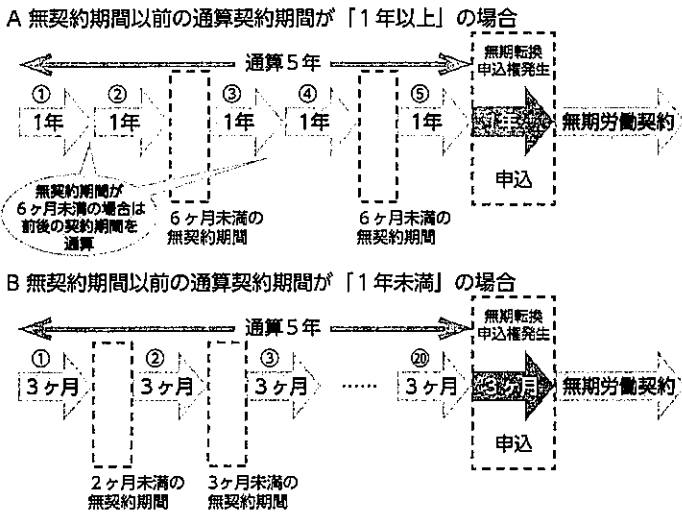 A 無契約期間以前の通算契約期間が「1年以上」の場合
通算5年
無期転換
申込権発生
① ② ③ ④ ⑤
1年 1年 1年 1年 1年 1年 無期労働契約
申込
無契約期間が
6ヶ月未満の場合は
前後の契約期間を
通算
6ヶ月未満の
無契約期間
6ヶ月未満の
無契約期間
B 無契約期間以前の通算契約期間が「1年未満」の場合
通算5年
無期転換
申込権発生
① ② ③ ⑳
3ヶ月 3ヶ月 3ヶ月 …… 3ヶ月 3ヶ月 無期労働契約
申込
2ヶ月未満の
無契約期間
3ヶ月未満の
無契約期間